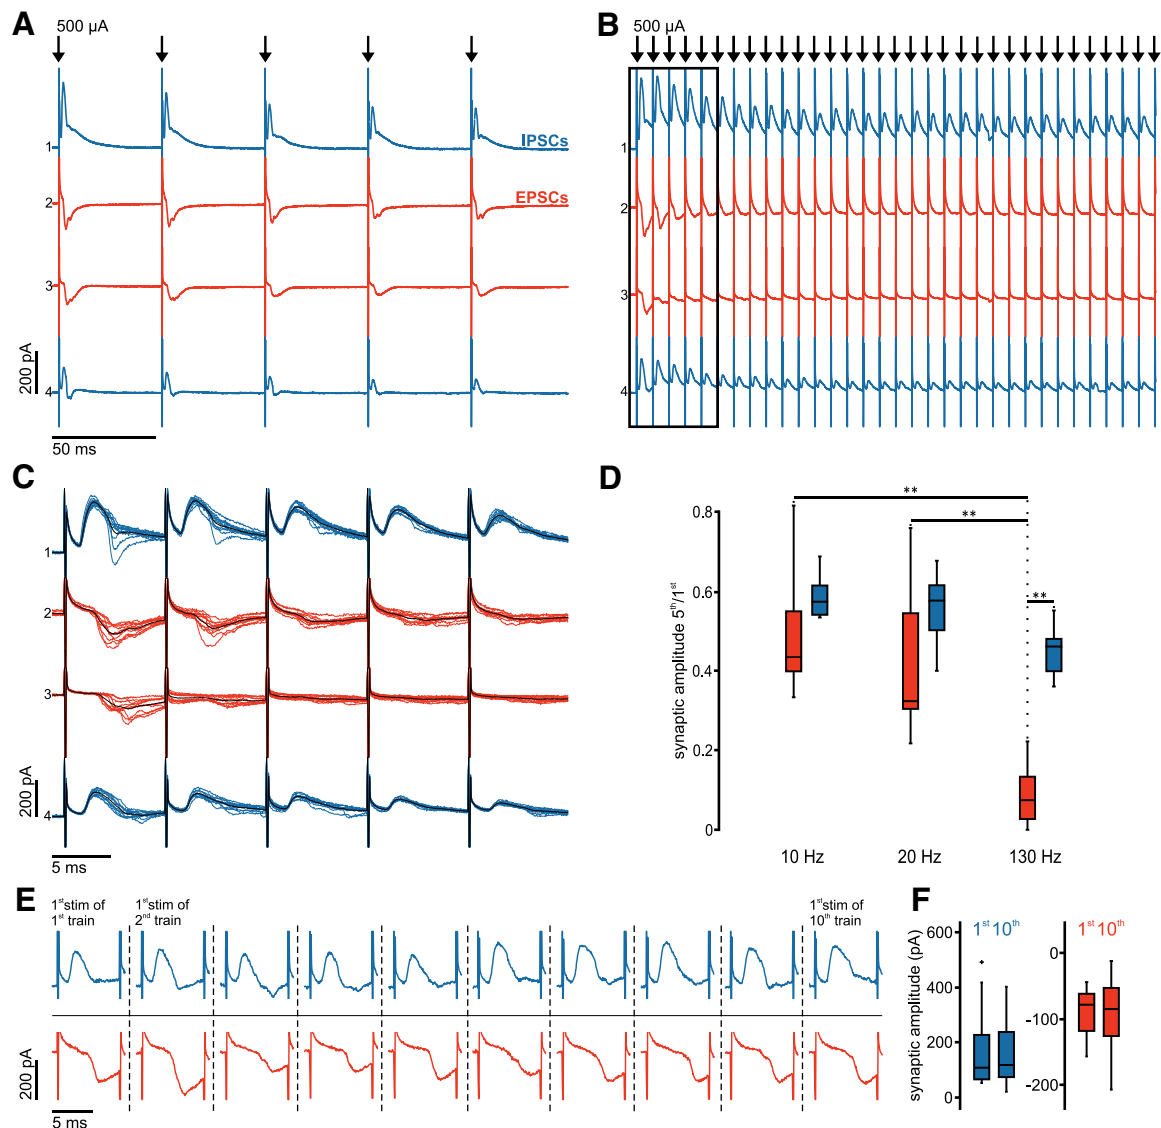 A
500 µA
1
IPSCs
2
EPSCs
3
4
200 pA
50 ms
B
500 µA
1
2
3
4
C
1
2
3
4
200 pA
5 ms
D
synaptic amplitude 5th/1st
0.8
0.6
0.4
0.2
0
**
**
**
10 Hz
20 Hz
130 Hz
E
1st stim of
1st train
1st stim of
2nd train
1st stim of
10th train
200 pA
5 ms
F
synaptic amplitude (pA)
600
400
200
0
1st 10th
0
-100
-200
1st 10th